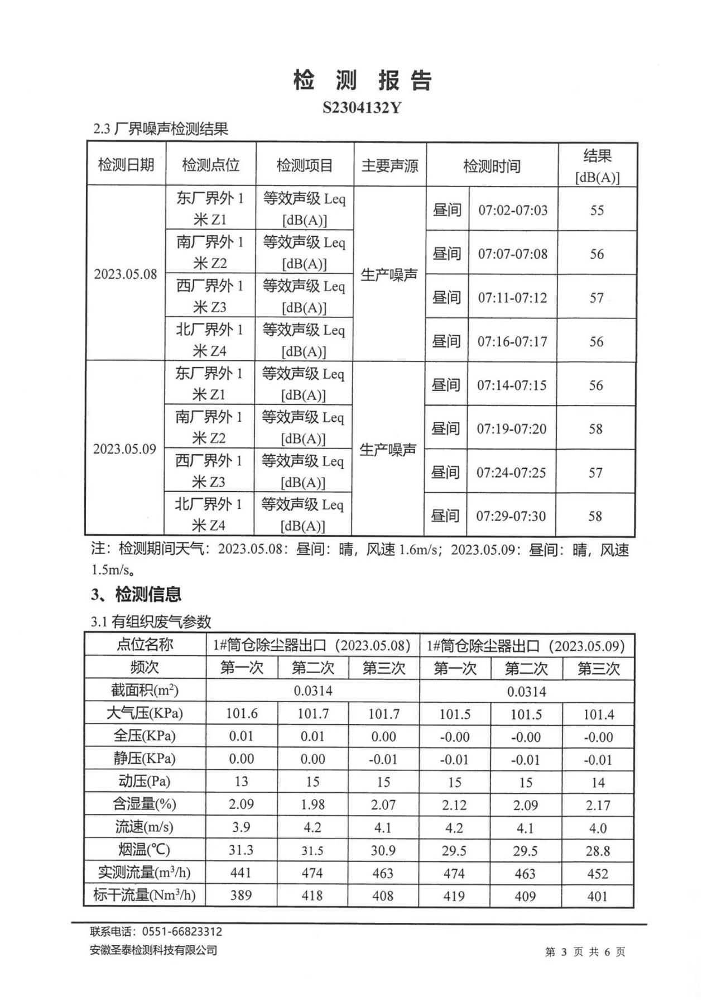 检 测 报 告
S2304132Y
2.3 厂界噪声检测结果
检测日期 检测点位 检测项目 主要声源 检测时间 结果
[dB(A)]
2023.05.08 东厂界外 1 等效声级 Leq 生产噪声 昼间 07:02-07:03 55
米 Z1 [dB(A)]
南厂界外 1 等效声级 Leq 昼间 07:07-07:08 56
米 Z2 [dB(A)]
西厂界外 1 等效声级 Leq 昼间 07:11-07:12 57
米 Z3 [dB(A)]
北厂界外 1 等效声级 Leq 昼间 07:16-07:17 56
米 Z4 [dB(A)]
2023.05.09 东厂界外 1 等效声级 Leq 生产噪声 昼间 07:14-07:15 56
米 Z1 [dB(A)]
南厂界外 1 等效声级 Leq 昼间 07:19-07:20 58
米 Z2 [dB(A)]
西厂界外 1 等效声级 Leq 昼间 07:24-07:25 57
米 Z3 [dB(A)]
北厂界外 1 等效声级 Leq 昼间 07:29-07:30 58
米 Z4 [dB(A)]
注：检测期间天气：2023.05.08：昼间：晴，风速 1.6m/s；2023.05.09：昼间：晴，风速
1.5m/s。
3、检测信息
3.1 有组织废气参数
点位名称 1#筒仓除尘器出口（2023.05.08） 1#筒仓除尘器出口（2023.05.09）
频次 第一次 第二次 第三次 第一次 第二次 第三次
截面积(m²) 0.0314 0.0314
大气压(KPa) 101.6 101.7 101.7 101.5 101.5 101.4
全压(KPa) 0.01 0.01 0.00 -0.00 -0.00 -0.00
静压(KPa) 0.00 0.00 -0.01 -0.01 -0.01 -0.01
动压(Pa) 13 15 15 15 15 14
含湿量(%) 2.09 1.98 2.07 2.12 2.09 2.17
流速(m/s) 3.9 4.2 4.1 4.2 4.1 4.0
烟温(℃) 31.3 31.5 30.9 29.5 29.5 28.8
实测流量(m³/h) 441 474 463 474 463 452
标干流量(Nm³/h) 389 418 408 419 409 401
联系电话：0551-66823312
安徽圣泰检测科技有限公司 第 3 页 共 6 页